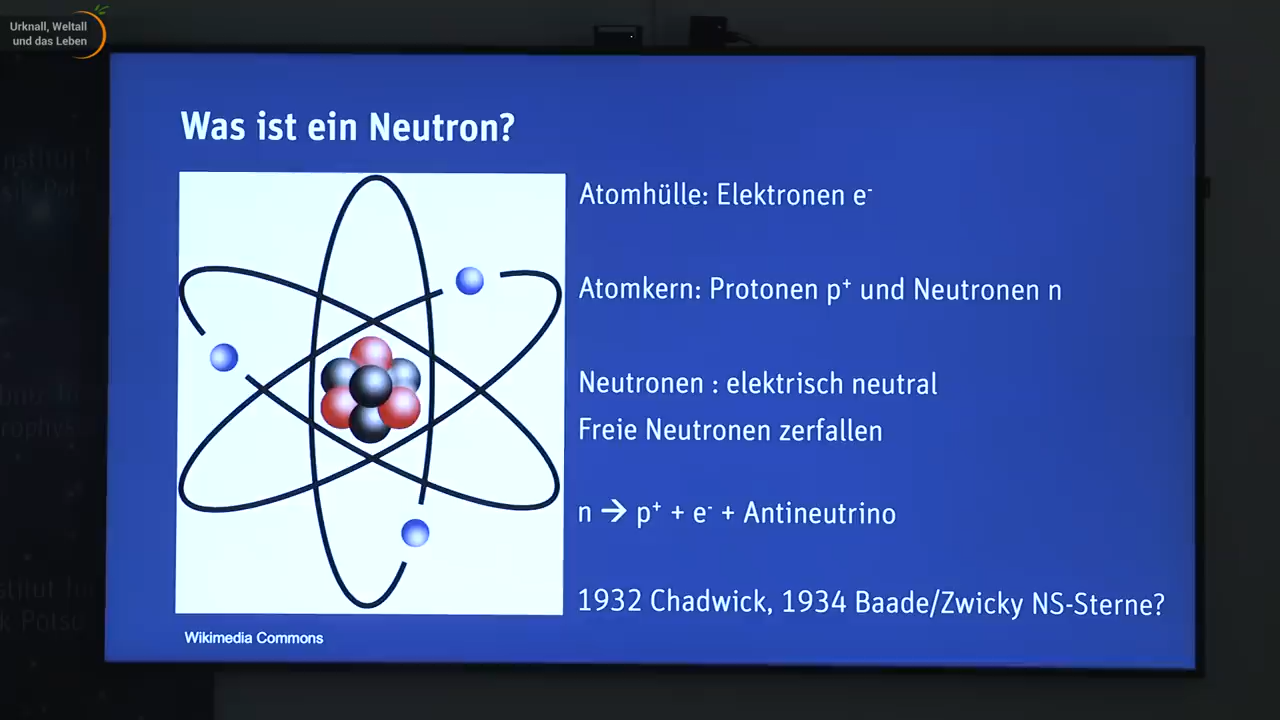 Urknall, Weltall
und das Leben
Was ist ein Neutron?
Atomhülle: Elektronen e⁻
Atomkern: Protonen p⁺ und Neutronen n
Neutronen : elektrisch neutral
Freie Neutronen zerfallen
n → p⁺ + e⁻ + Antineutrino
1932 Chadwick, 1934 Baade/Zwicky NS-Sterne?
Wikimedia Commons